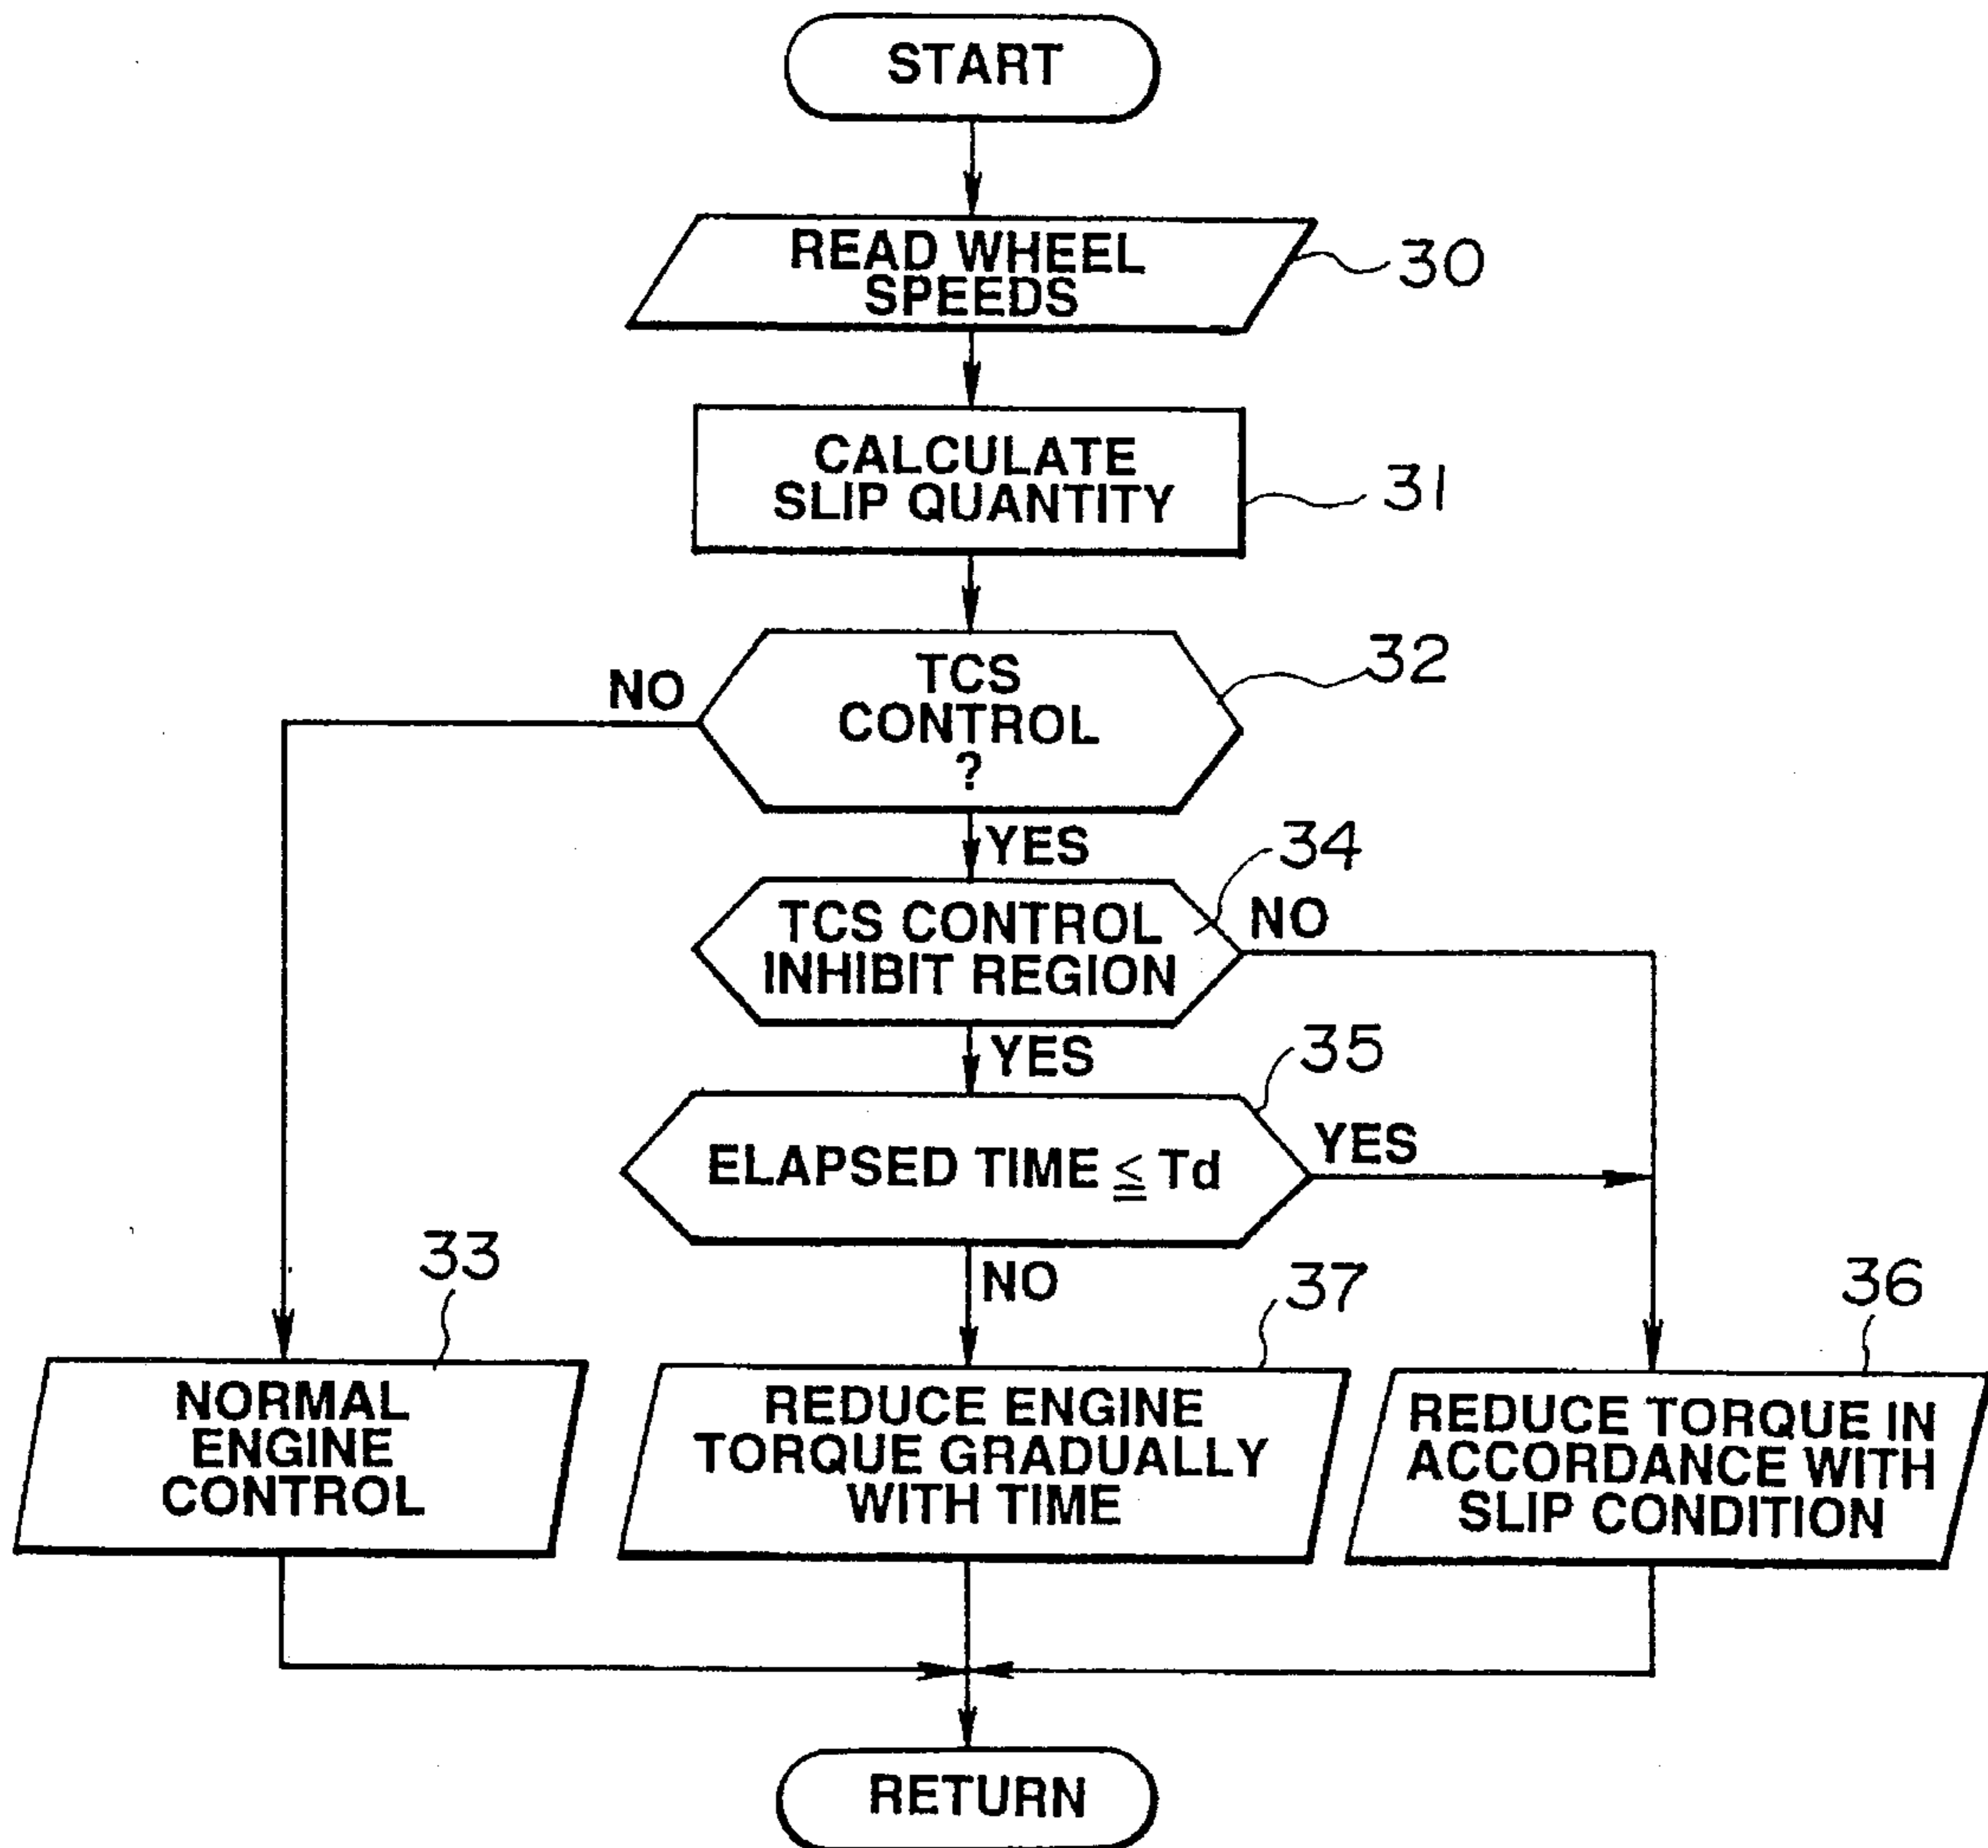 START
READ WHEEL
SPEEDS
30
CALCULATE
SLIP QUANTITY
31
TCS
CONTROL
?
32
NO
YES
34
TCS CONTROL
INHIBIT REGION
NO
YES
35
ELAPSED TIME ≦ Td
YES
NO
33
NORMAL
ENGINE
CONTROL
37
REDUCE ENGINE
TORQUE GRADUALLY
WITH TIME
36
REDUCE TORQUE IN
ACCORDANCE WITH
SLIP CONDITION
RETURN